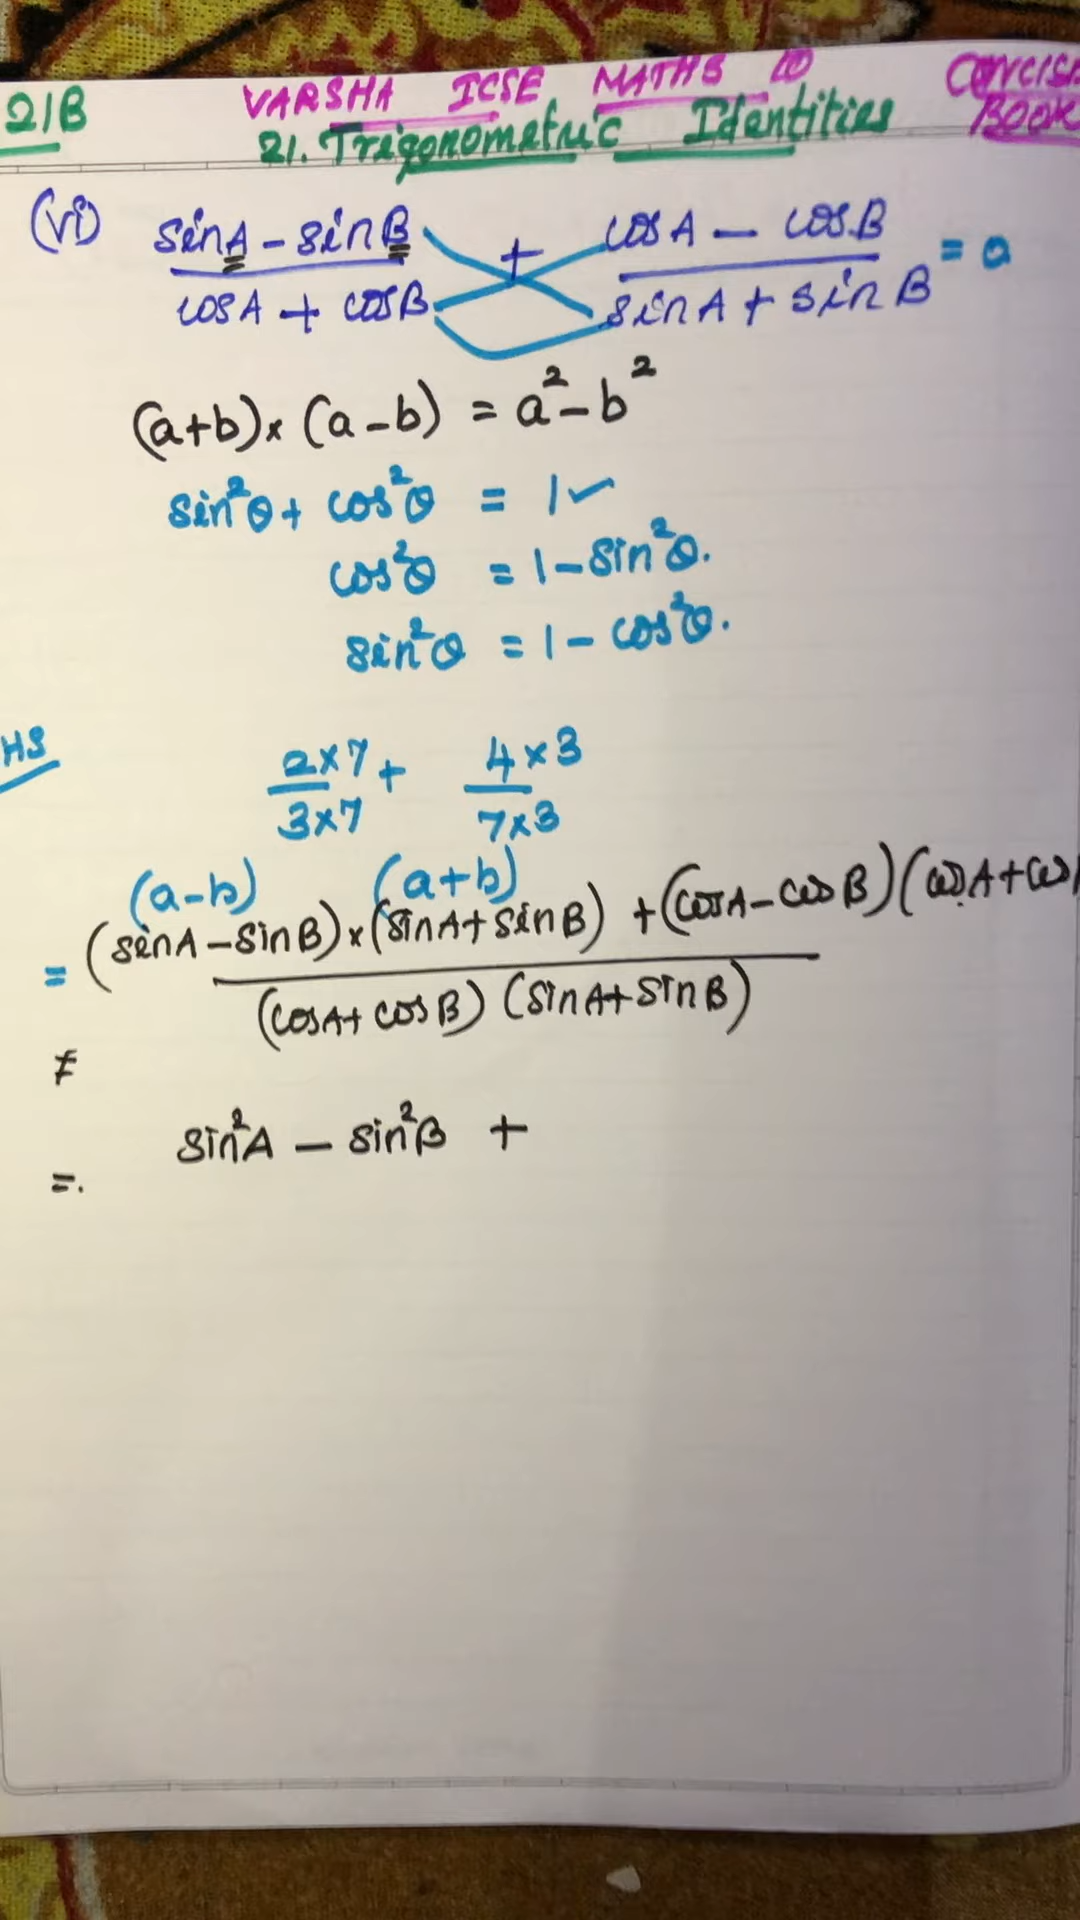 21B VARSHA ICSE MATHS 10 CONCISE BOOK
21. Trigonometric Identities
(vi) (sinA - sinB)/(cosA + cosB) + (cosA - cosB)/(sinA + sinB) = 0
(a+b)×(a-b) = a²-b²
sin²θ + cos²θ = 1✓
cos²θ = 1 - sin²θ.
sin²θ = 1 - cos²θ.
HS
(2×7)/(3×7) + (4×3)/(7×3)
(a-b) (a+b)
= (sinA - sinB)×(sinA + sinB) + (cosA - cosB)(cosA + cos
(cosA + cosB) (sinA + sinB)
sin²A - sin²B +
=.